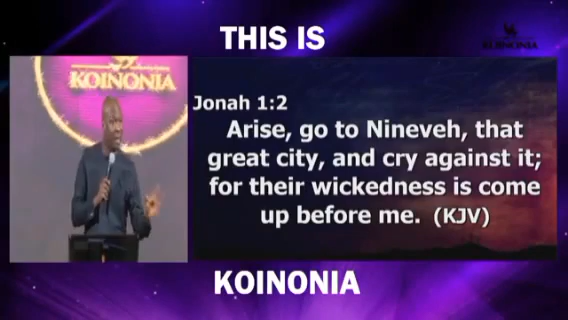 THIS IS
KOINONIA
KOINONIA
Jonah 1:2
Arise, go to Nineveh, that
great city, and cry against it;
for their wickedness is come
up before me. (KJV)
KOINONIA